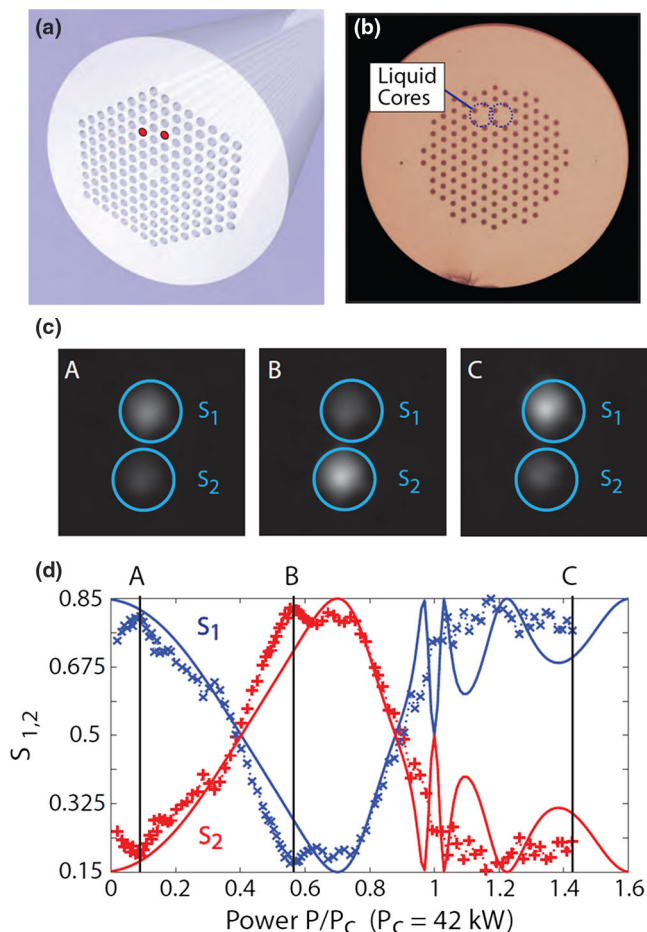 (a)
(b)
Liquid
Cores
(c)
A
S1
S2
B
S1
S2
C
S1
S2
(d)
A
B
C
0.85
0.675
0.5
0.325
0.15
S1,2
S1
S2
0
0.2
0.4
0.6
0.8
1
1.2
1.4
1.6
Power P/PC (PC = 42 kW)